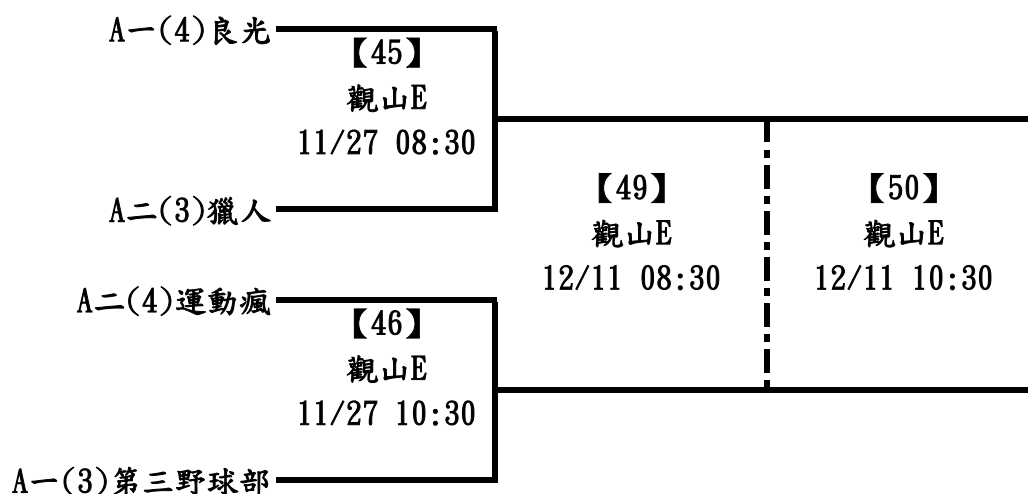 A一(4)良光
【45】
觀山E
11/27 08:30
A二(3)獵人
【49】
觀山E
12/11 08:30
【50】
觀山E
12/11 10:30
A二(4)運動瘋
【46】
觀山E
11/27 10:30
A一(3)第三野球部